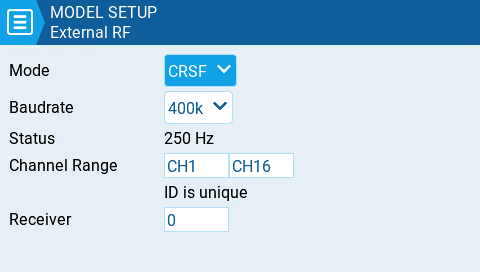 MODEL SETUP
External RF
Mode CRSF
Baudrate 400k
Status 250 Hz
Channel Range CH1 CH16
ID is unique
Receiver 0